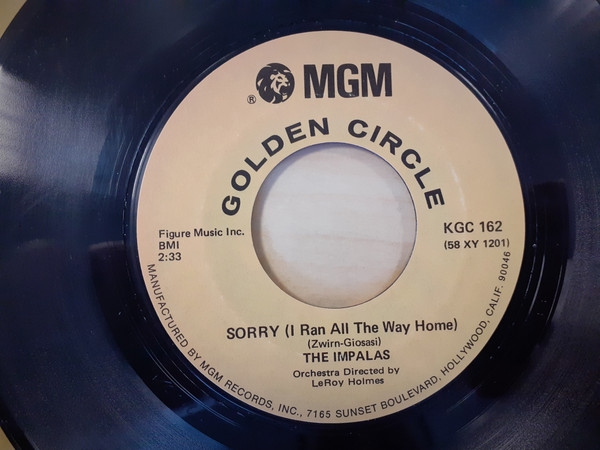 ® MGM
GOLDEN CIRCLE
Figure Music Inc.
BMI
2:33
KGC 162
(58 XY 1201)
SORRY (I Ran All The Way Home)
(Zwirn-Giosasi)
THE IMPALAS
Orchestra Directed by
LeRoy Holmes
MANUFACTURED BY MGM RECORDS, INC., 7165 SUNSET BOULEVARD, HOLLYWOOD, CALIF. 90046